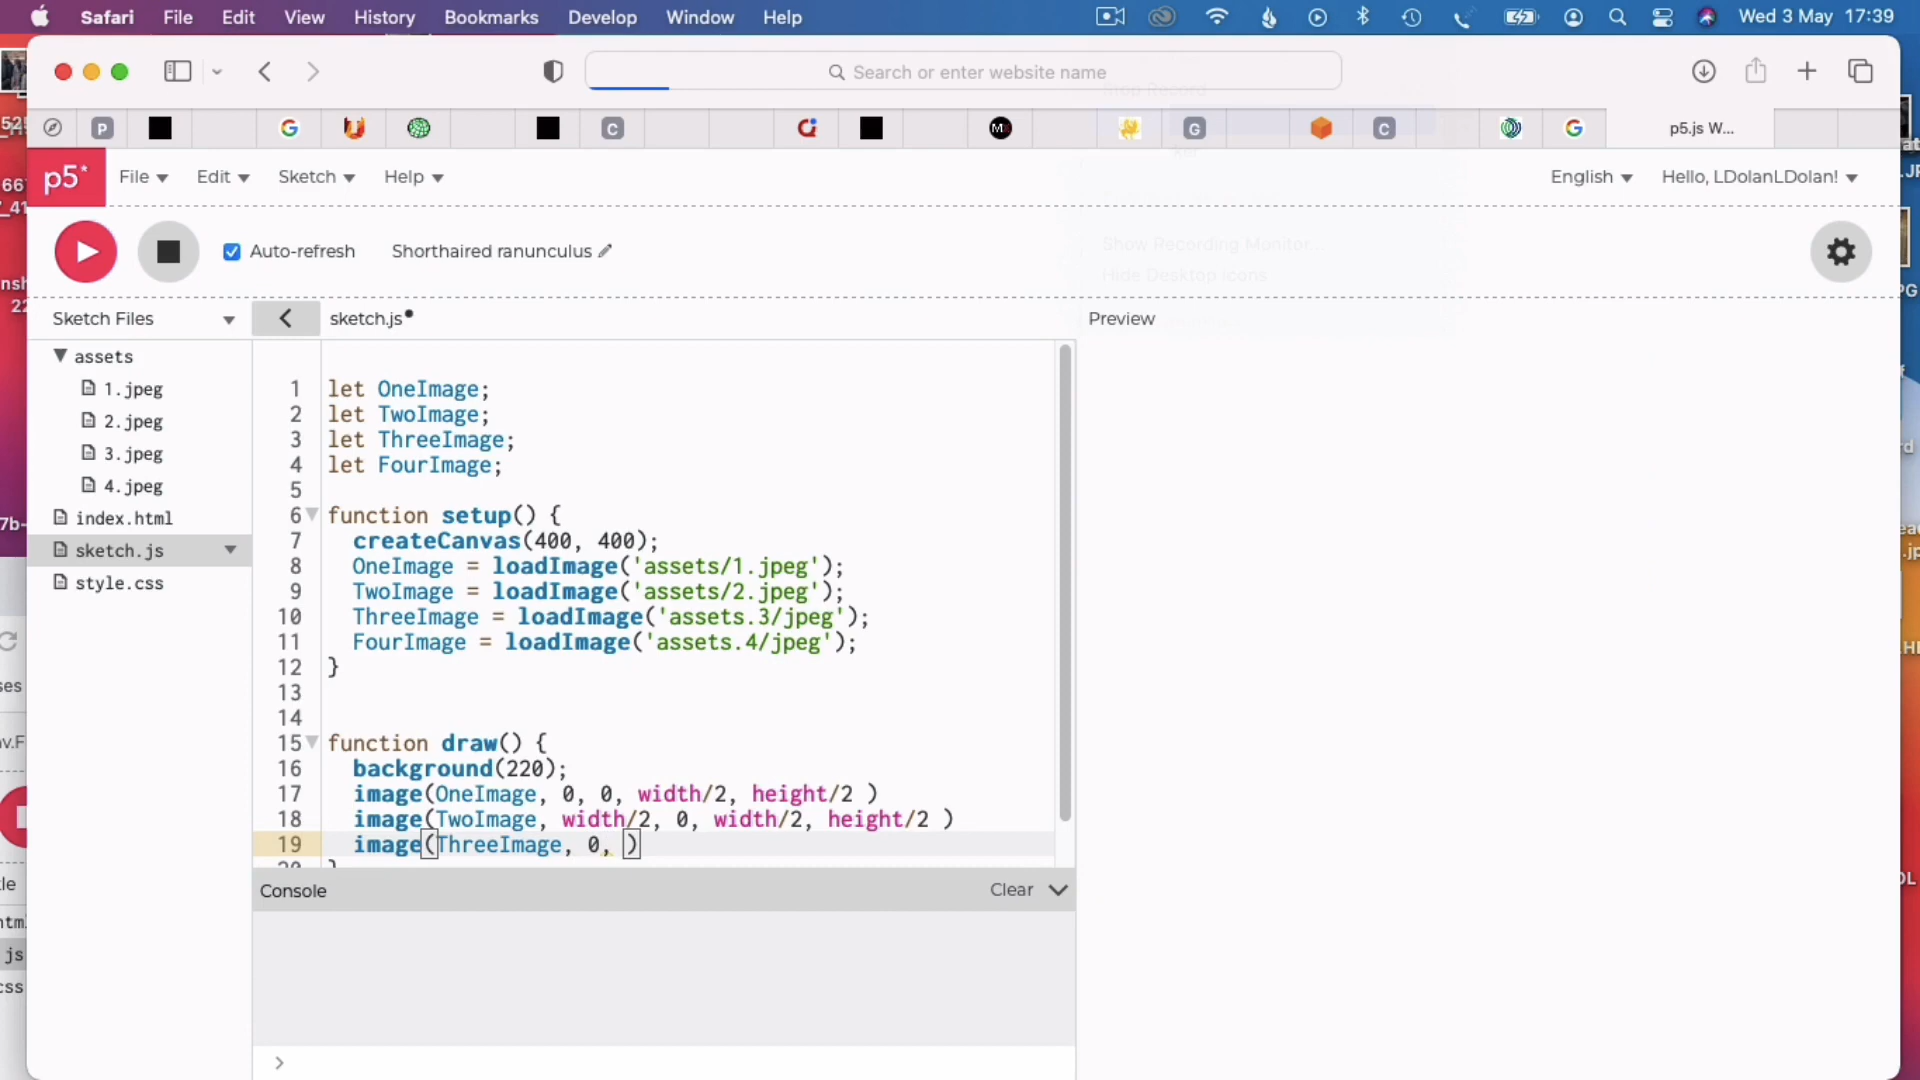 Safari File Edit View History Bookmarks Develop Window Help Wed 3 May 17:39
Search or enter website name
P C G C p5.js W...
p5* File Edit Sketch Help English Hello, LDolanLDolan!
Auto-refresh Shorthaired ranunculus
Show Recording Monitor...
Hide Desktop Icons
Sketch Files sketch.js• Preview
assets
1.jpeg
2.jpeg
3.jpeg
4.jpeg
index.html
sketch.js
style.css
1 let OneImage;
2 let TwoImage;
3 let ThreeImage;
4 let FourImage;
5
6 function setup() {
7 createCanvas(400, 400);
8 OneImage = loadImage('assets/1.jpeg');
9 TwoImage = loadImage('assets/2.jpeg');
10 ThreeImage = loadImage('assets.3/jpeg');
11 FourImage = loadImage('assets.4/jpeg');
12 }
13
14
15 function draw() {
16 background(220);
17 image(OneImage, 0, 0, width/2, height/2 )
18 image(TwoImage, width/2, 0, width/2, height/2 )
19 image(ThreeImage, 0, )
Console Clear
>